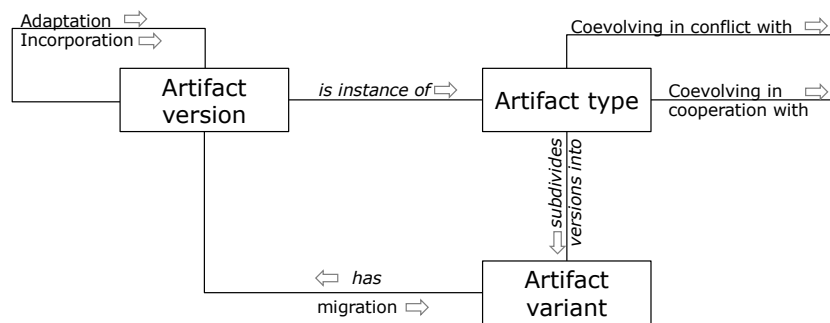 Adaptation
Incorporation
Coevolving in conflict with
Artifact
version
is instance of
Artifact type
Coevolving in
cooperation with
subdivides
versions into
has
migration
Artifact
variant